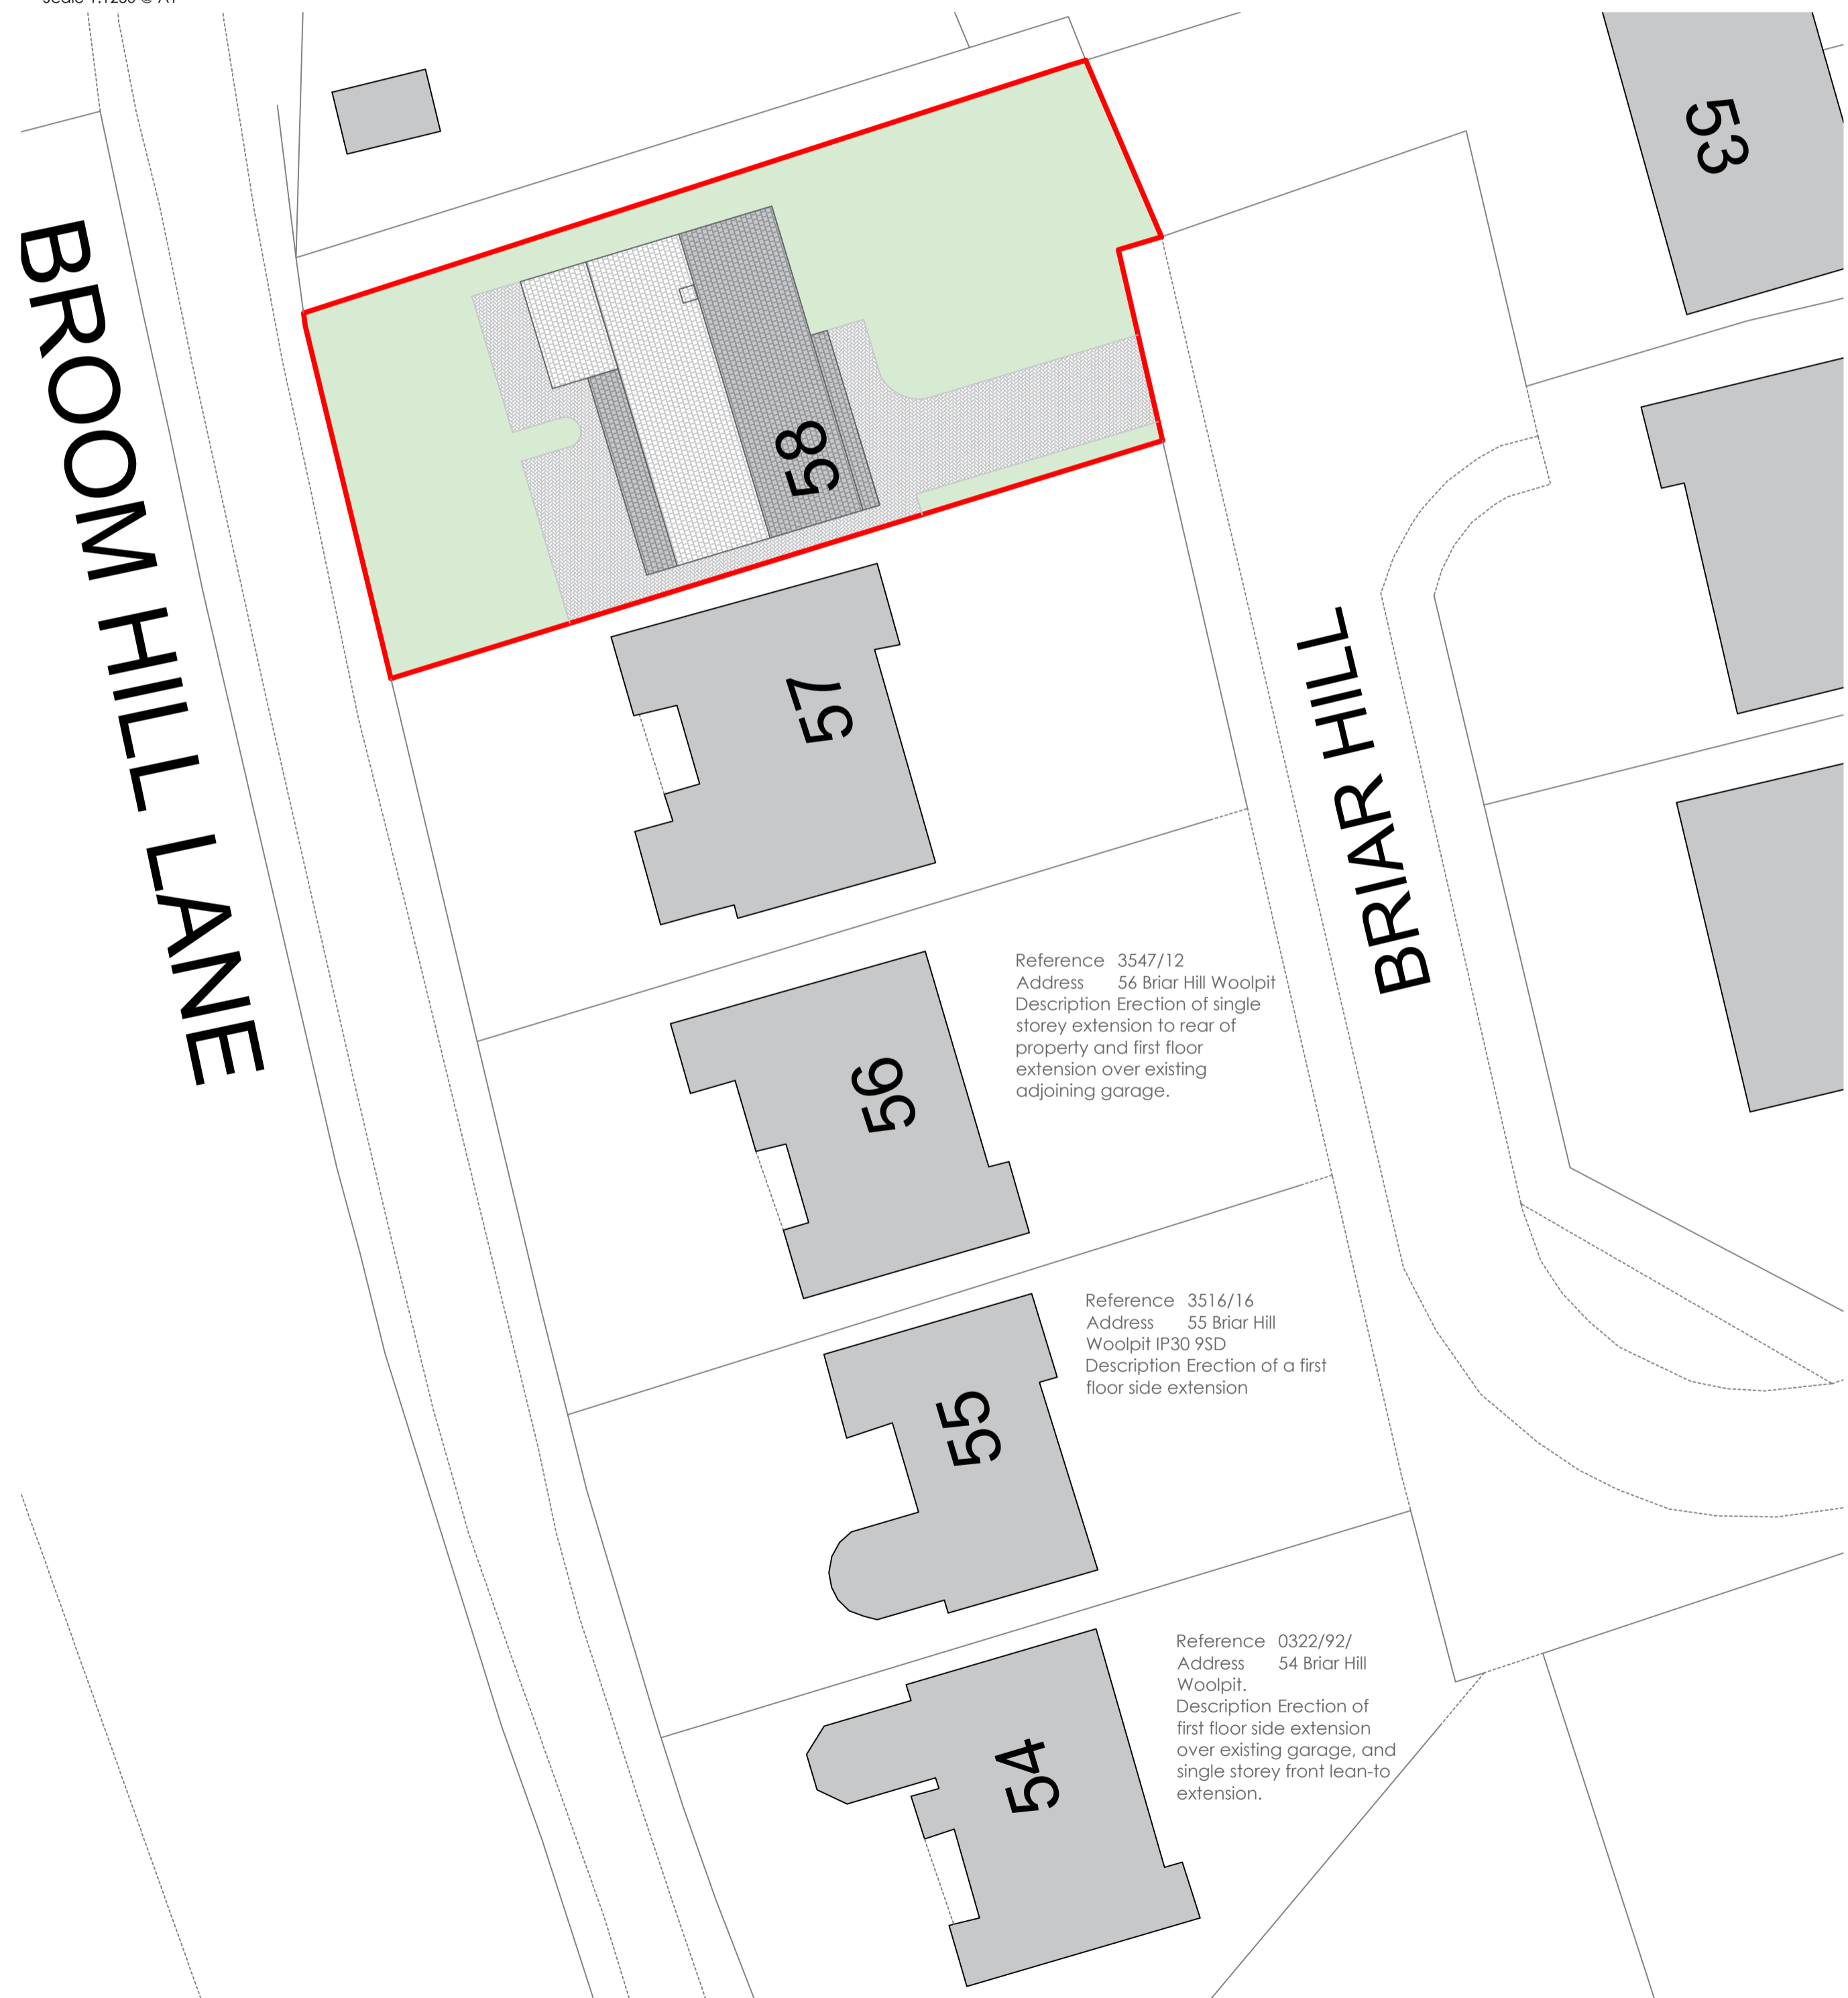 53
BROOM HILL LANE
58
57
BRIAR HILL
Reference 3547/12
Address 56 Briar Hill Woolpit
Description Erection of single
storey extension to rear of
property and first floor
extension over existing
adjoining garage.
56
Reference 3516/16
Address 55 Briar Hill
Woolpit IP30 9SD
Description Erection of a first
floor side extension
55
Reference 0322/92/
Address 54 Briar Hill
Woolpit.
Description Erection of
first floor side extension
over existing garage, and
single storey front lean-to
extension.
54